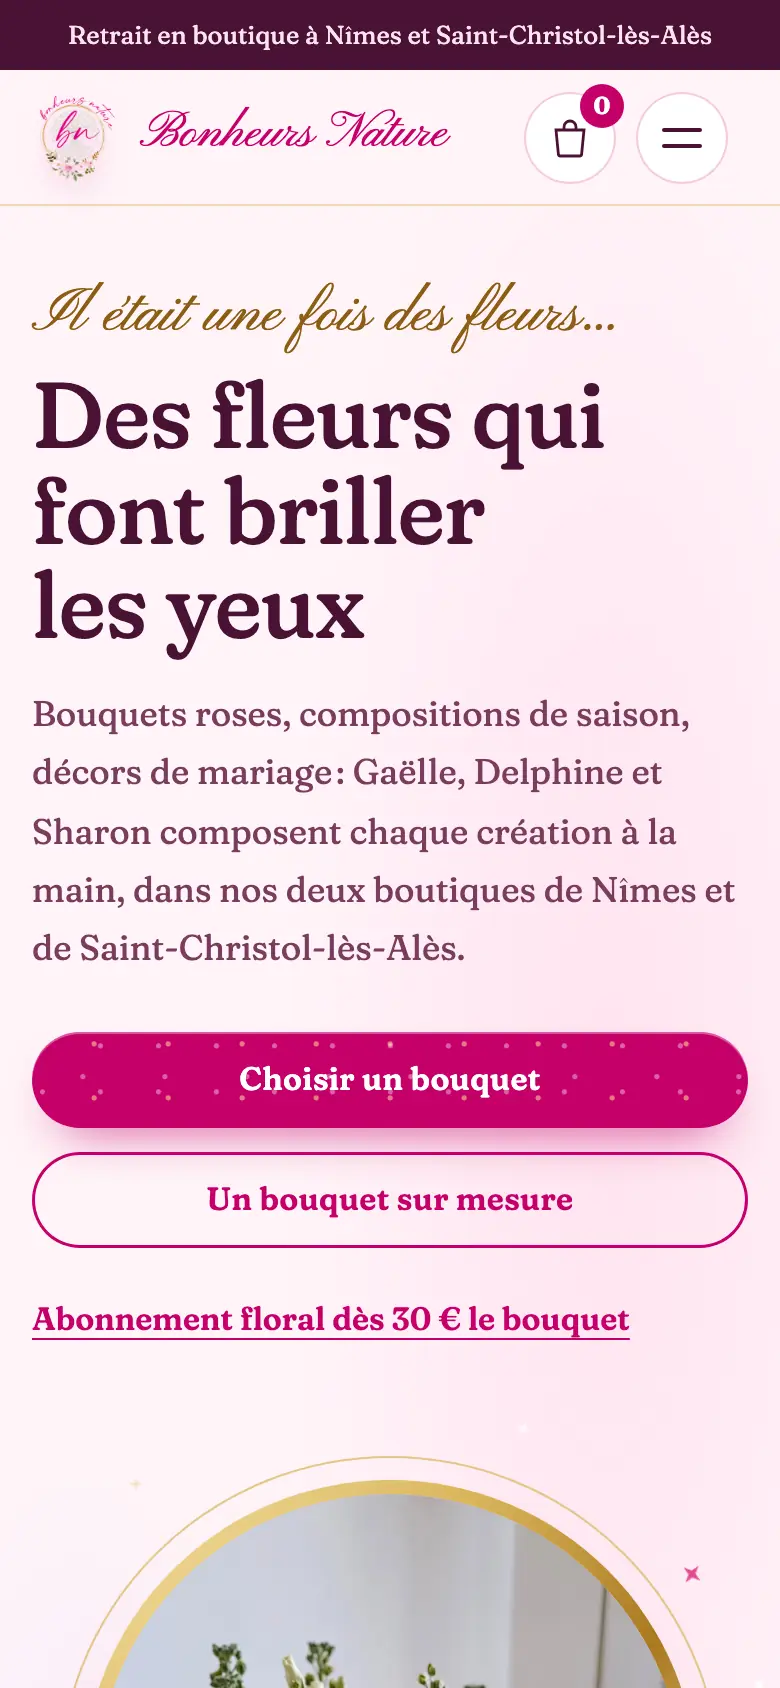 Retrait en boutique à Nîmes et Saint-Christol-lès-Alès
bonheurs nature
bn
Bonheurs Nature
0
Il était une fois des fleurs...
Des fleurs qui
font briller
les yeux
Bouquets roses, compositions de saison,
décors de mariage : Gaëlle, Delphine et
Sharon composent chaque création à la
main, dans nos deux boutiques de Nîmes et
de Saint-Christol-lès-Alès.
Choisir un bouquet
Un bouquet sur mesure
Abonnement floral dès 30 € le bouquet